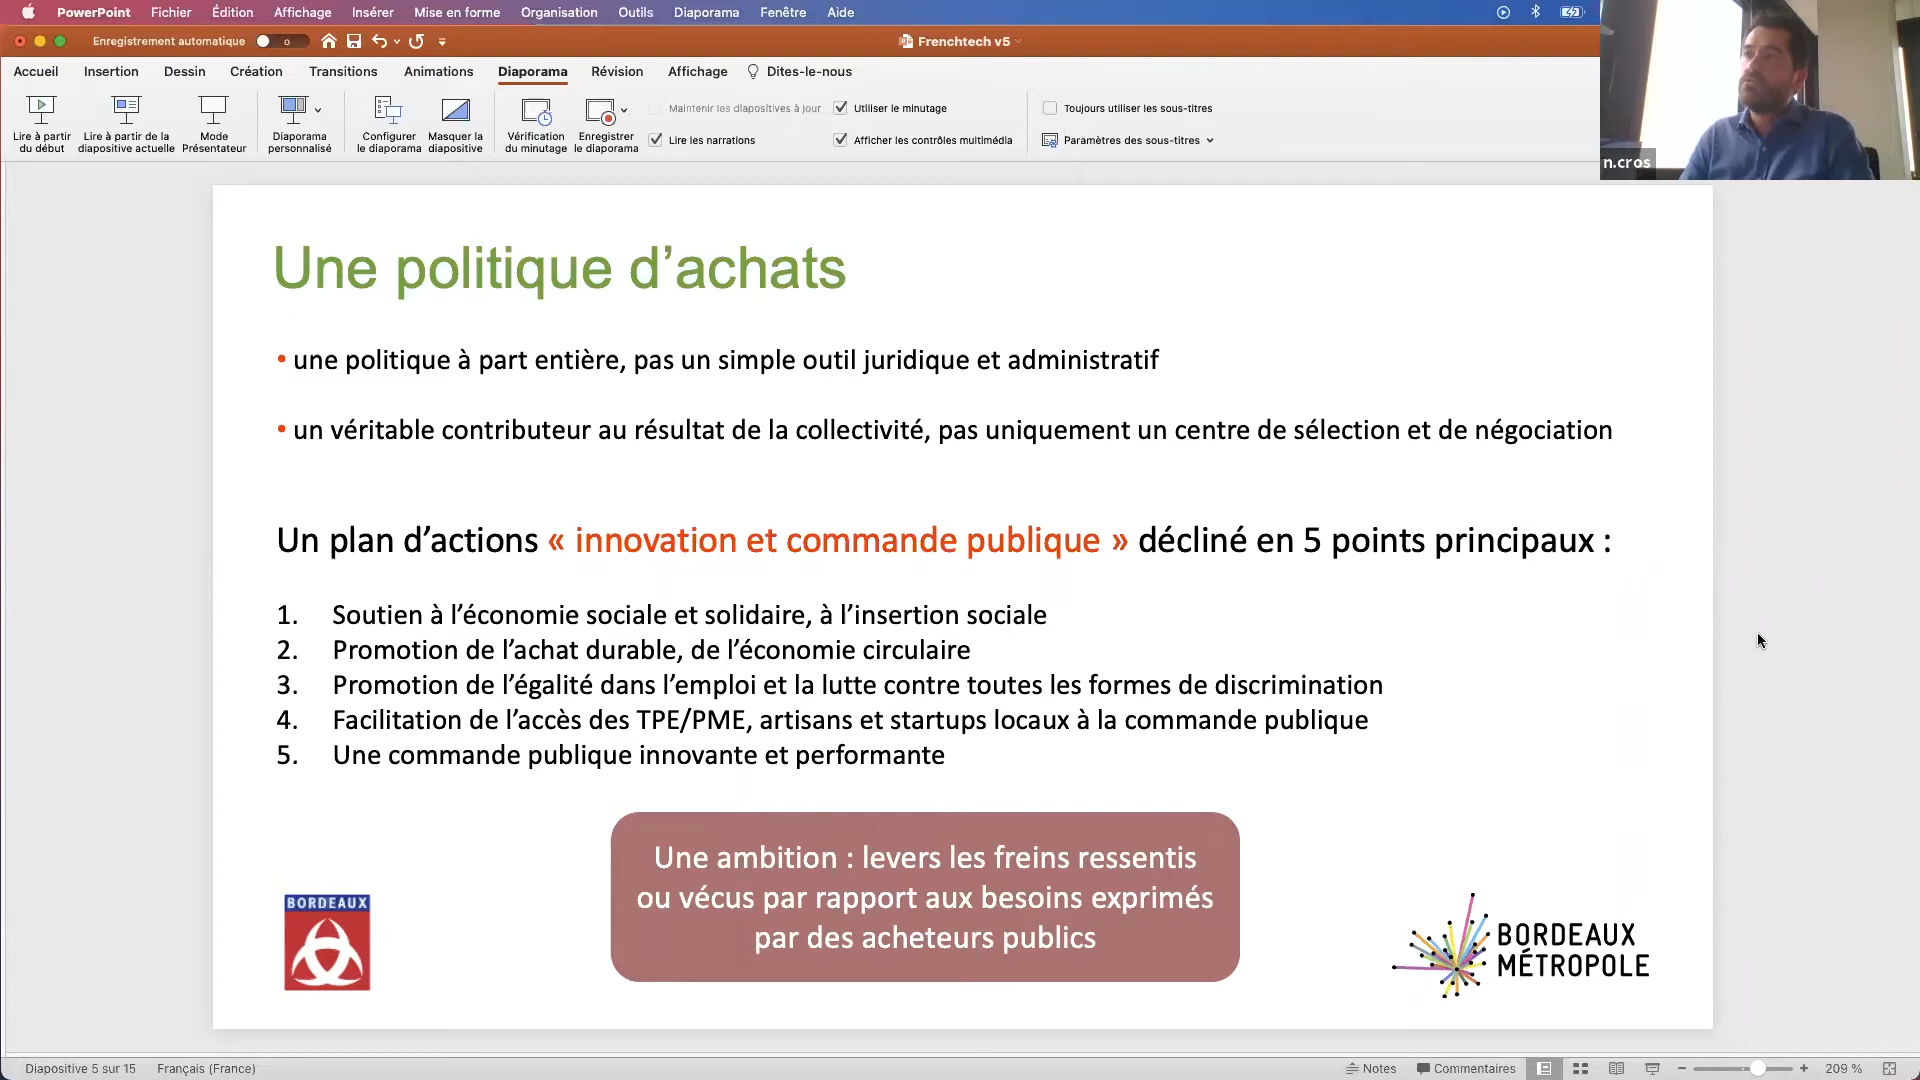 PowerPoint Fichier Édition Affichage Insérer Mise en forme Organisation Outils Diaporama Fenêtre Aide
Enregistrement automatique
Frenchtech v5
Accueil Insertion Dessin Création Transitions Animations Diaporama Révision Affichage Dites-le-nous
Lire à partir du début
Lire à partir de la diapositive actuelle
Mode Présentateur
Diaporama personnalisé
Configurer le diaporama
Masquer la diapositive
Vérification du minutage
Enregistrer le diaporama
Maintenir les diapositives à jour
Utiliser le minutage
Lire les narrations
Afficher les contrôles multimédia
Toujours utiliser les sous-titres
Paramètres des sous-titres
n.cros
Une politique d’achats
• une politique à part entière, pas un simple outil juridique et administratif
• un véritable contributeur au résultat de la collectivité, pas uniquement un centre de sélection et de négociation
Un plan d’actions « innovation et commande publique » décliné en 5 points principaux :
1. Soutien à l’économie sociale et solidaire, à l’insertion sociale
2. Promotion de l’achat durable, de l’économie circulaire
3. Promotion de l’égalité dans l’emploi et la lutte contre toutes les formes de discrimination
4. Facilitation de l’accès des TPE/PME, artisans et startups locaux à la commande publique
5. Une commande publique innovante et performante
Une ambition : levers les freins ressentis
ou vécus par rapport aux besoins exprimés
par des acheteurs publics
BORDEAUX
BORDEAUX
MÉTROPOLE
Diapositive 5 sur 15 Français (France) Notes Commentaires 209 %